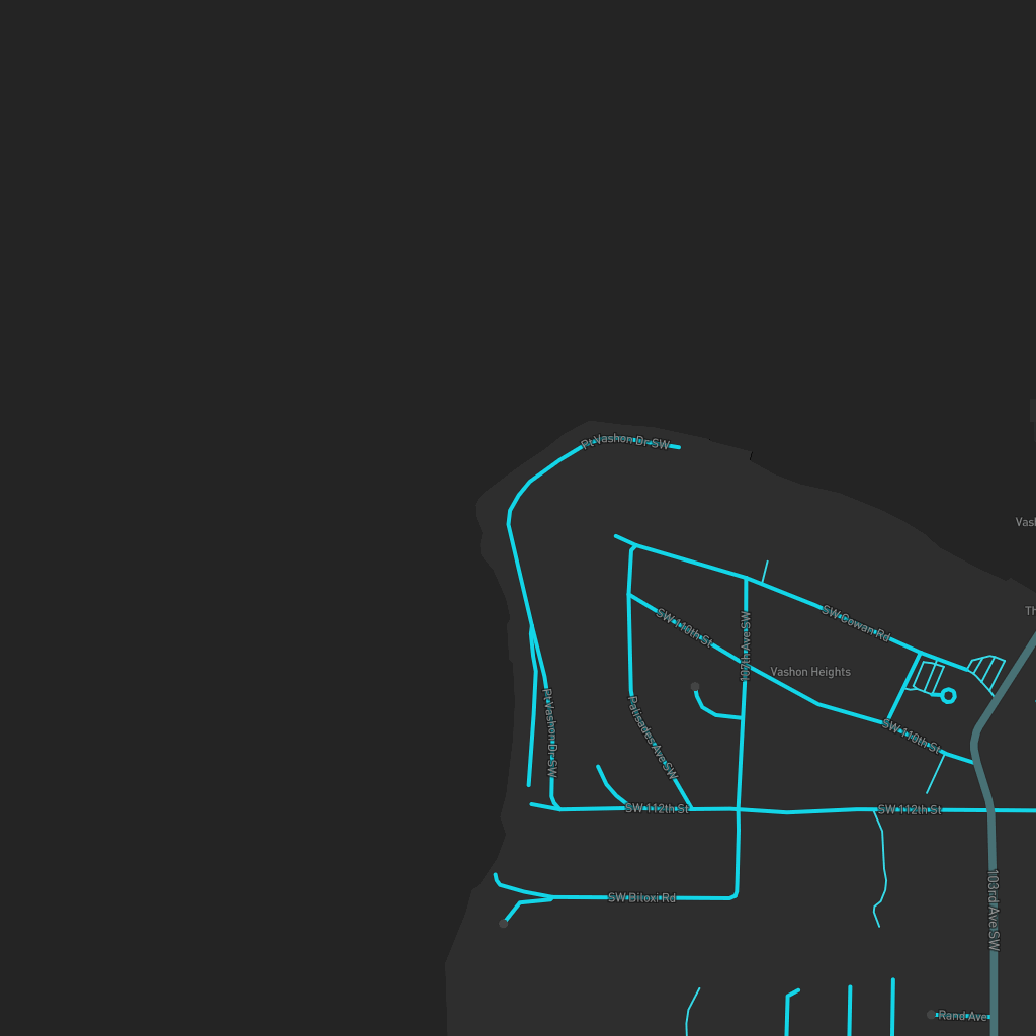 Pt Vashon Dr SW
Vash
Th
SW Cowan Rd
SW 110th St
107th Ave SW
Vashon Heights
Pt Vashon Dr SW
Palisades Ave SW
SW 110th St
SW 112th St
SW 112th St
103rd Ave SW
SW Biloxi Rd
Rand Ave